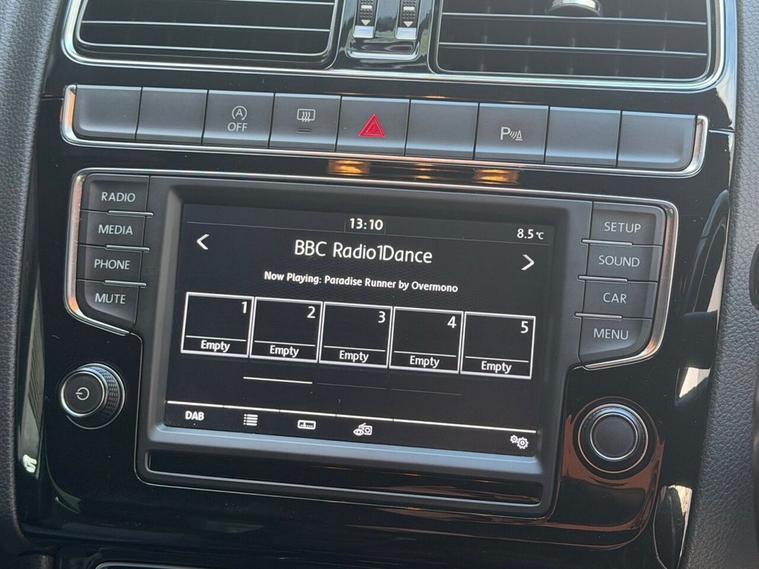 OFF
P
RADIO
MEDIA
PHONE
MUTE
13:10
8.5°C
BBC Radio1Dance
Now Playing: Paradise Runner by Overmono
1 2 3 4 5
Empty Empty Empty Empty Empty
DAB
SETUP
SOUND
CAR
MENU